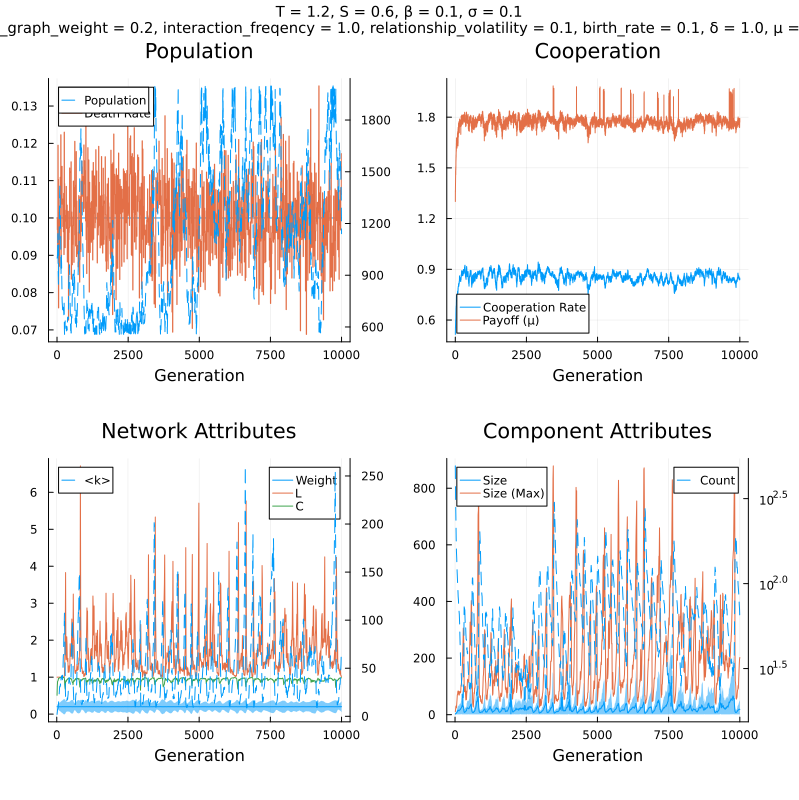 T = 1.2, S = 0.6, β = 0.1, σ = 0.1
_graph_weight = 0.2, interaction_freqency = 1.0, relationship_volatility = 0.1, birth_rate = 0.1, δ = 1.0, μ =
Population
Cooperation
Population
Death Rate
0.13
0.12
0.11
0.10
0.09
0.08
0.07
1800
1500
1200
900
600
0
2500
5000
7500
10000
Generation
1.8
1.5
1.2
0.9
0.6
Cooperation Rate
Payoff (μ)
0
2500
5000
7500
10000
Generation
Network Attributes
Component Attributes
<k>
Weight
L
C
6
5
4
3
2
1
0
250
200
150
100
50
0
0
2500
5000
7500
10000
Generation
Size
Size (Max)
Count
800
600
400
200
0
10^2.5
10^2.0
10^1.5
0
2500
5000
7500
10000
Generation